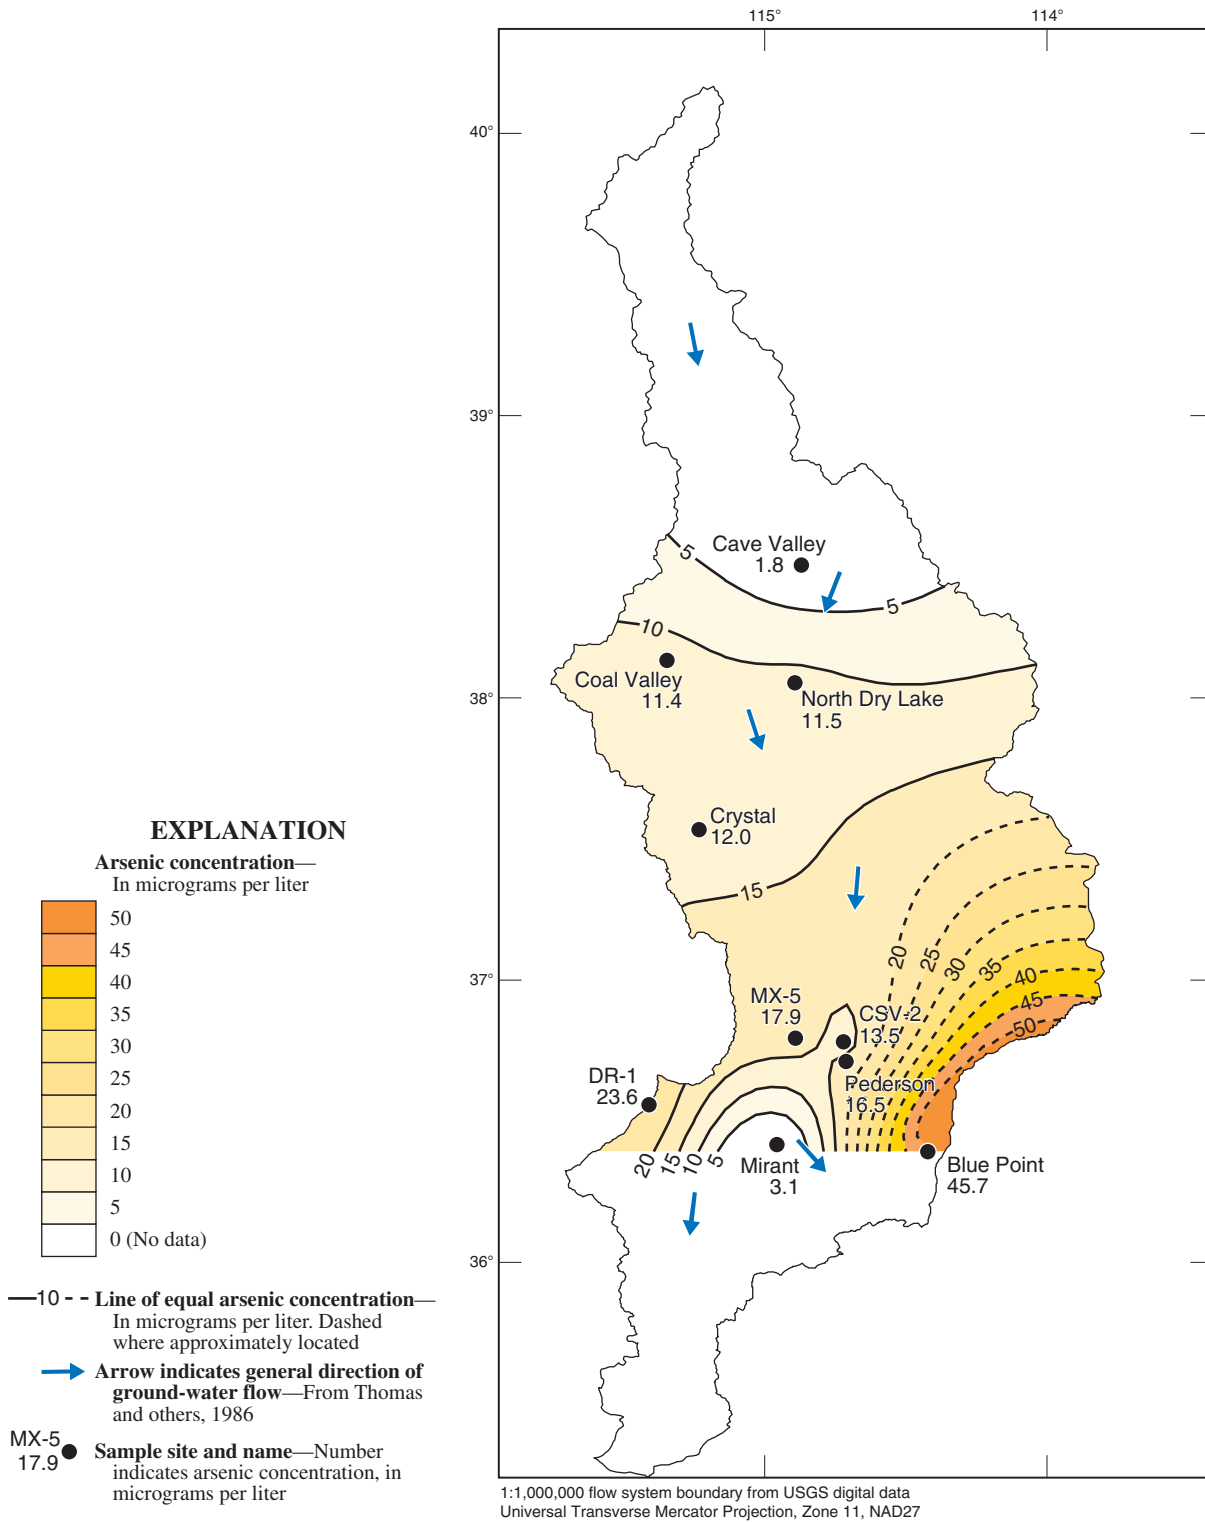 115°
114°
40°
39°
38°
37°
36°
5
Cave Valley
1.8
5
10
Coal Valley
11.4
North Dry Lake
11.5
Crystal
12.0
15
20
25
30
35
40
45
50
MX-5
17.9
CSV-2
13.5
DR-1
23.6
Pederson
16.5
20
15
10
5
Mirant
3.1
Blue Point
45.7
EXPLANATION
Arsenic concentration—
In micrograms per liter
50
45
40
35
30
25
20
15
10
5
0 (No data)
10
Line of equal arsenic concentration—
In micrograms per liter. Dashed
where approximately located
Arrow indicates general direction of
ground-water flow—From Thomas
and others, 1986
MX-5
17.9
Sample site and name—Number
indicates arsenic concentration, in
micrograms per liter
1:1,000,000 flow system boundary from USGS digital data
Universal Transverse Mercator Projection, Zone 11, NAD27